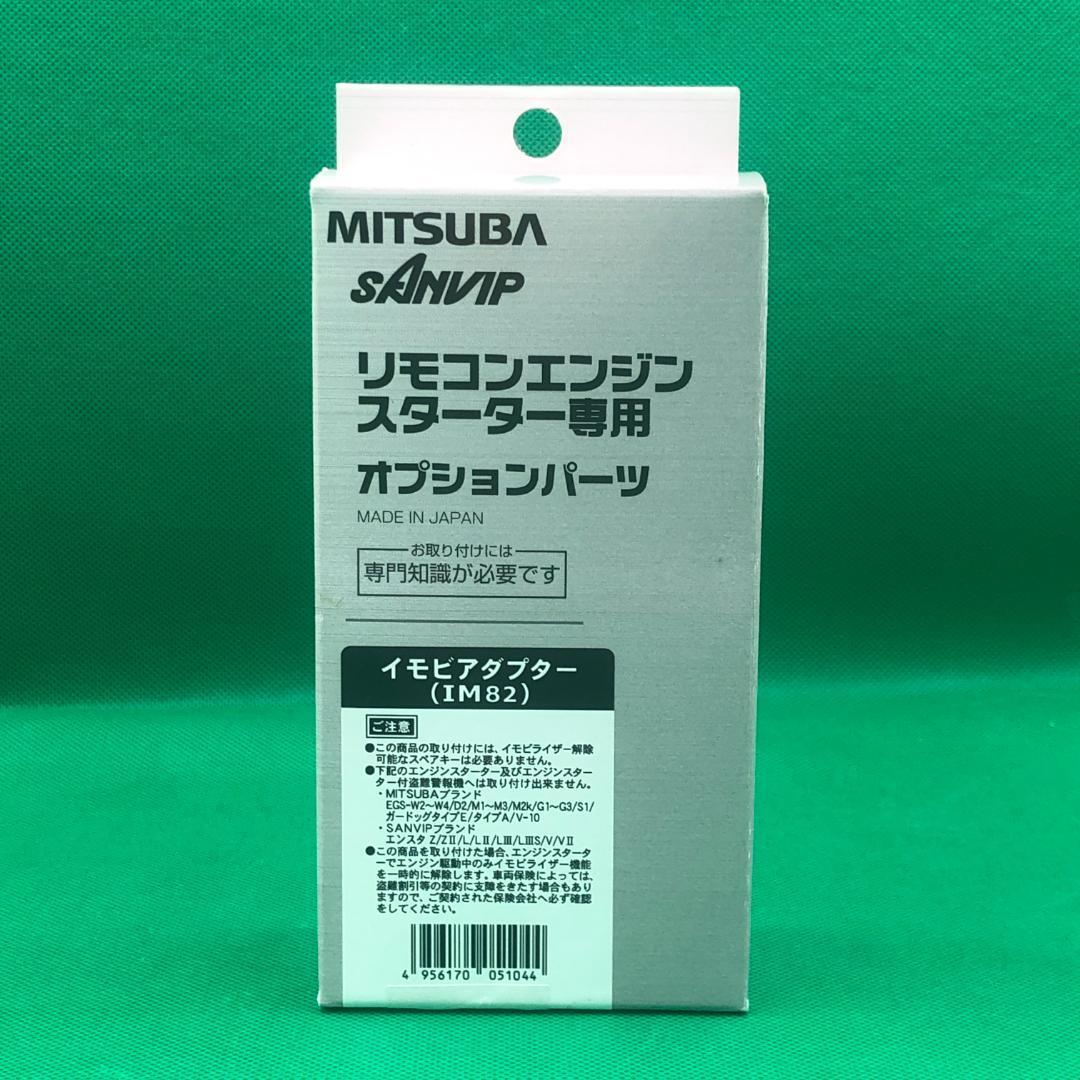 MITSUBA
SANVIP
リモコンエンジン
スターター専用
オプションパーツ
MADE IN JAPAN
お取り付けには
専門知識が必要です
イモビアダプター
(IM82)
ご注意
●この商品の取り付けには、イモビライザー解除
可能なスペアキーは必要ありません。
●下記のエンジンスターター及びエンジンスター
ター付盗難警報機へは取り付け出来ません。
・MITSUBAブランド
EGS-W2～W4/D2/M1～M3/M2k/G1～G3/S1/
ガードッグタイプE/タイプA/V-10
・SANVIPブランド
エンスタ Z/ZⅡ/L/LⅡ/LⅢ/LⅢS/V/VⅡ
●この商品を取り付けた場合、エンジンスタータ
ーでエンジン駆動中のみイモビライザー機能
を一時的に解除します。車両保険によっては、
盗難割引等の契約に支障をきたす場合もあり
ますので、ご契約された保険会社へ必ず確認
をしてください。
4 956170 051044